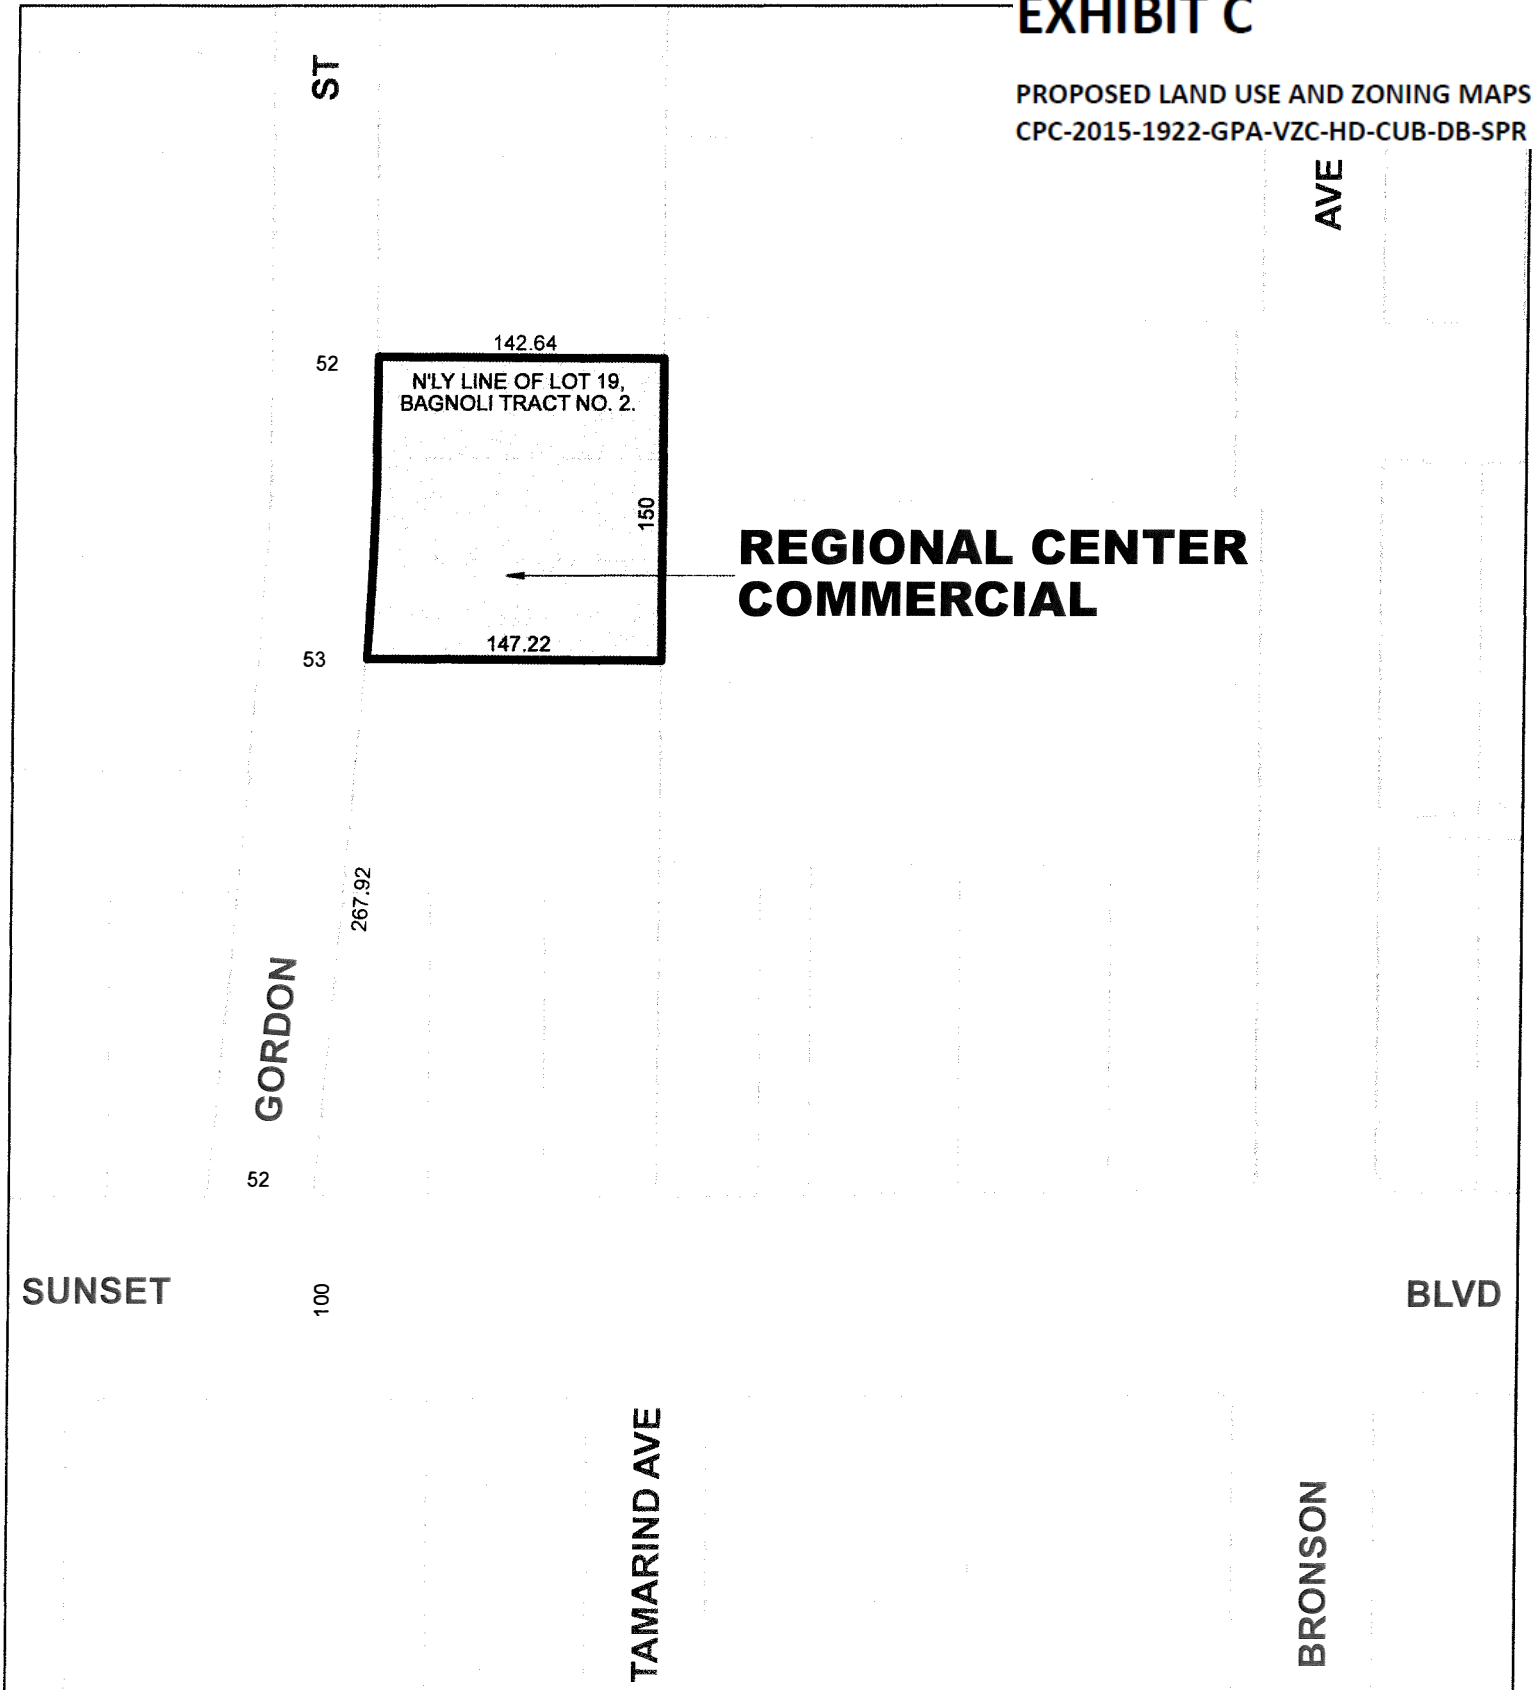 EXHIBIT C
PROPOSED LAND USE AND ZONING MAPS
CPC-2015-1922-GPA-VZC-HD-CUB-DB-SPR
ST
AVE
142.64
52
N'LY LINE OF LOT 19,
BAGNOLI TRACT NO. 2.
150
REGIONAL CENTER
COMMERCIAL
147.22
53
267.92
GORDON
52
SUNSET
100
BLVD
TAMARIND AVE
BRONSON